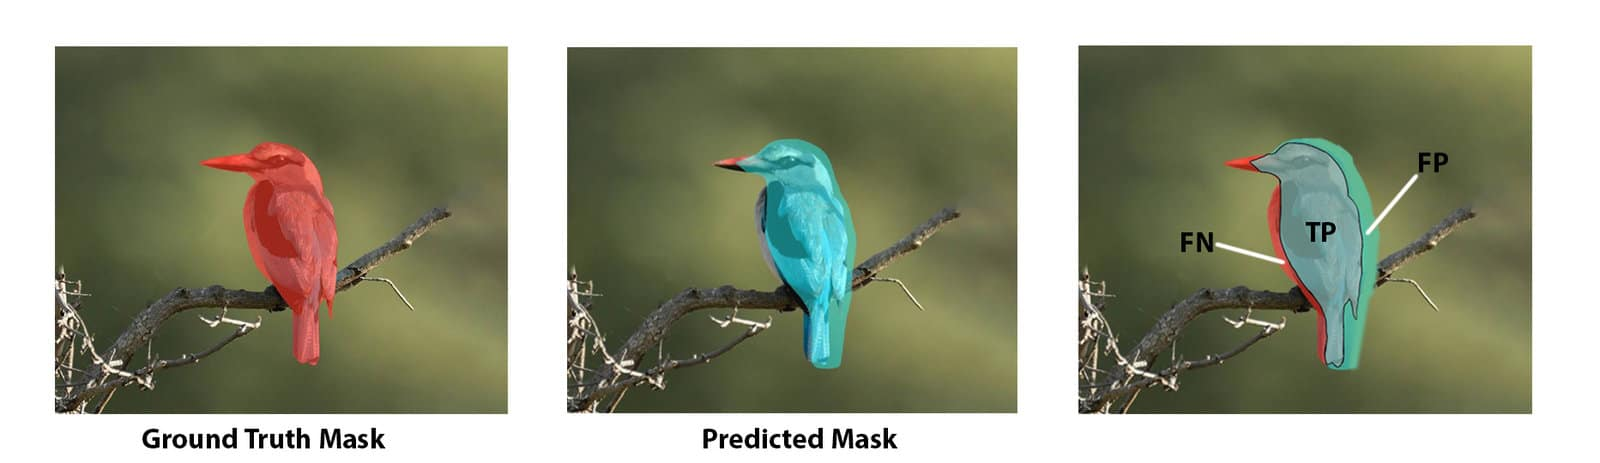 FP
FN
TP
Ground Truth Mask
Predicted Mask